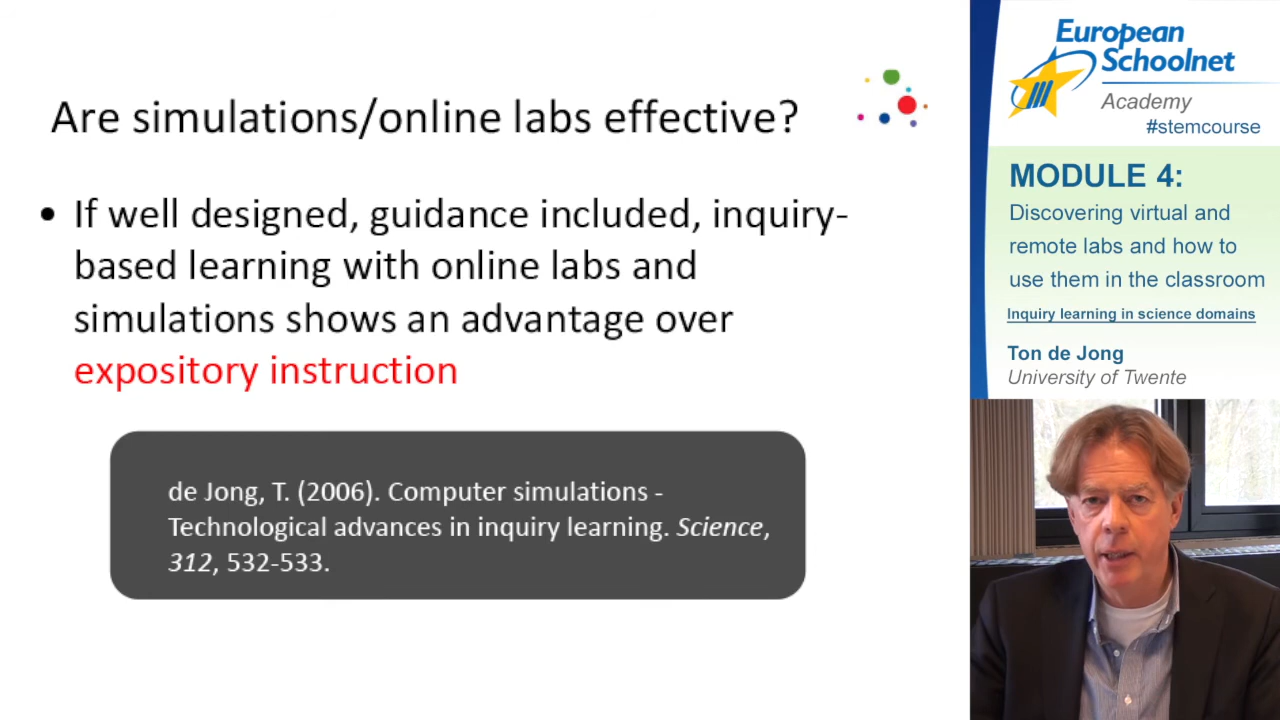 Are simulations/online labs effective?
• If well designed, guidance included, inquiry-
based learning with online labs and
simulations shows an advantage over
expository instruction
de Jong, T. (2006). Computer simulations -
Technological advances in inquiry learning. Science,
312, 532-533.
European
Schoolnet
Academy
#stemcourse
MODULE 4:
Discovering virtual and
remote labs and how to
use them in the classroom
Inquiry learning in science domains
Ton de Jong
University of Twente